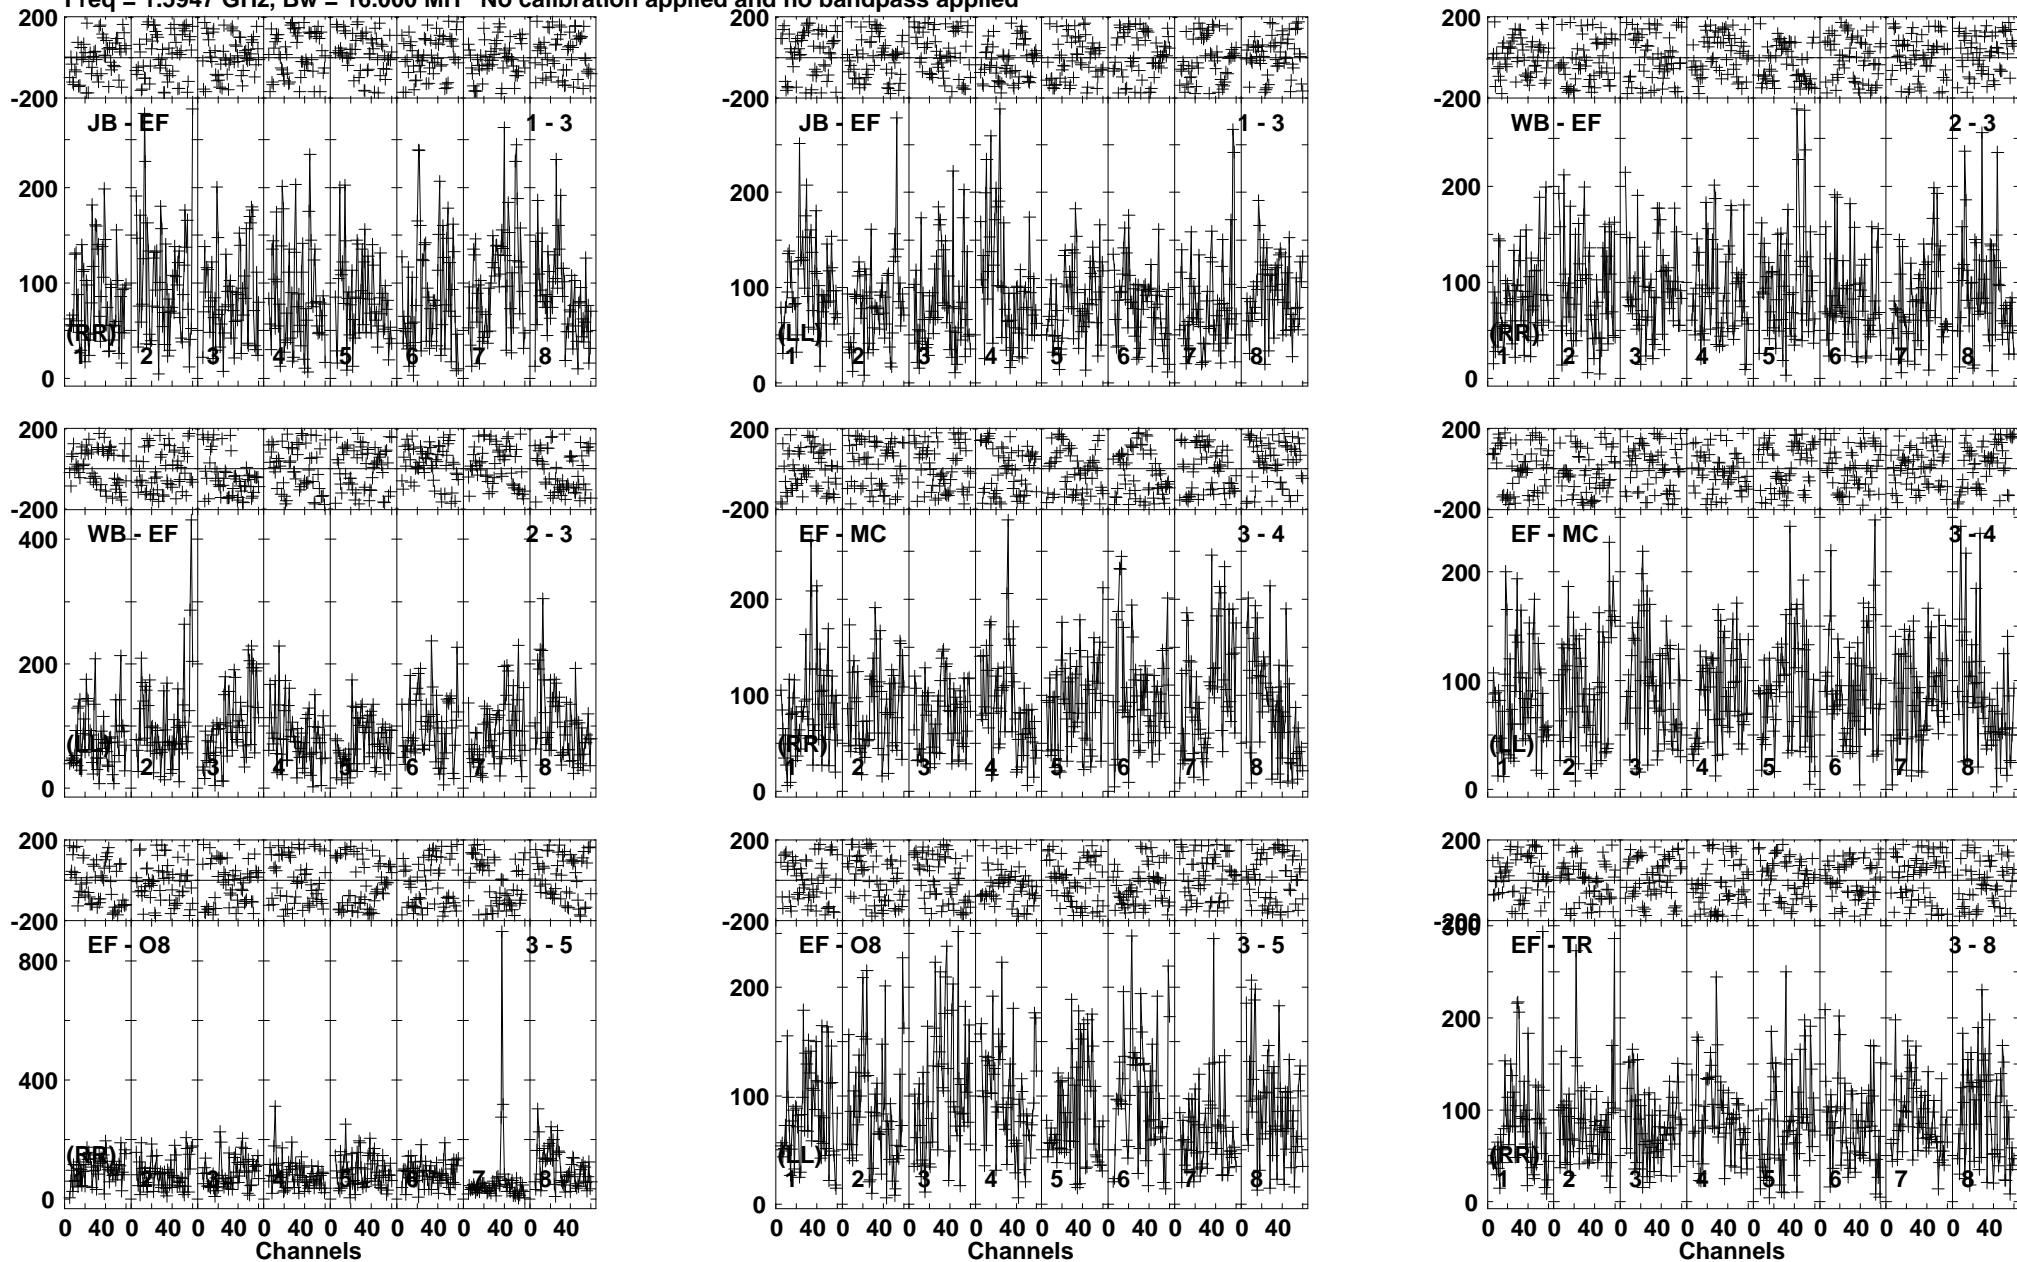 Freq = 1.5947 GHz, Bw = 16.000 MH No calibration applied and no bandpass applied
200 200 200
-200 -200 -200
JB - EF 1 - 3 JB - EF 1 - 3 WB - EF 2 - 3
200 200 200
100 100 100
(RR) (LL) (RR)
1 2 3 4 5 6 7 8 1 2 3 4 5 6 7 8 1 2 3 4 5 6 7 8
0 0 0
200 200 200
-200 -200 -200
WB - EF 2 - 3 EF - MC 3 - 4 EF - MC 3 - 4
400 200 200
200 100 100
(LL) (RR) (LL)
1 2 3 4 5 6 7 8 1 2 3 4 5 6 7 8 1 2 3 4 5 6 7 8
0 0 0
200 200 200
-200 -200 -200
300
EF - O8 3 - 5 EF - O8 3 - 5 EF - TR 3 - 8
800 200 200
400 100 100
(RR) (LL) (RR)
1 2 3 4 5 6 7 8 1 2 3 4 5 6 7 8 1 2 3 4 5 6 7 8
0 0 0
0 40 0 40 0 40 0 40 0 40 0 40 0 40 0 40 0 40 0 40 0 40 0 40 0 40 0 40 0 40 0 40 0 40 0 40 0 40 0 40 0 40 0 40 0 40 0 40
Channels Channels Channels